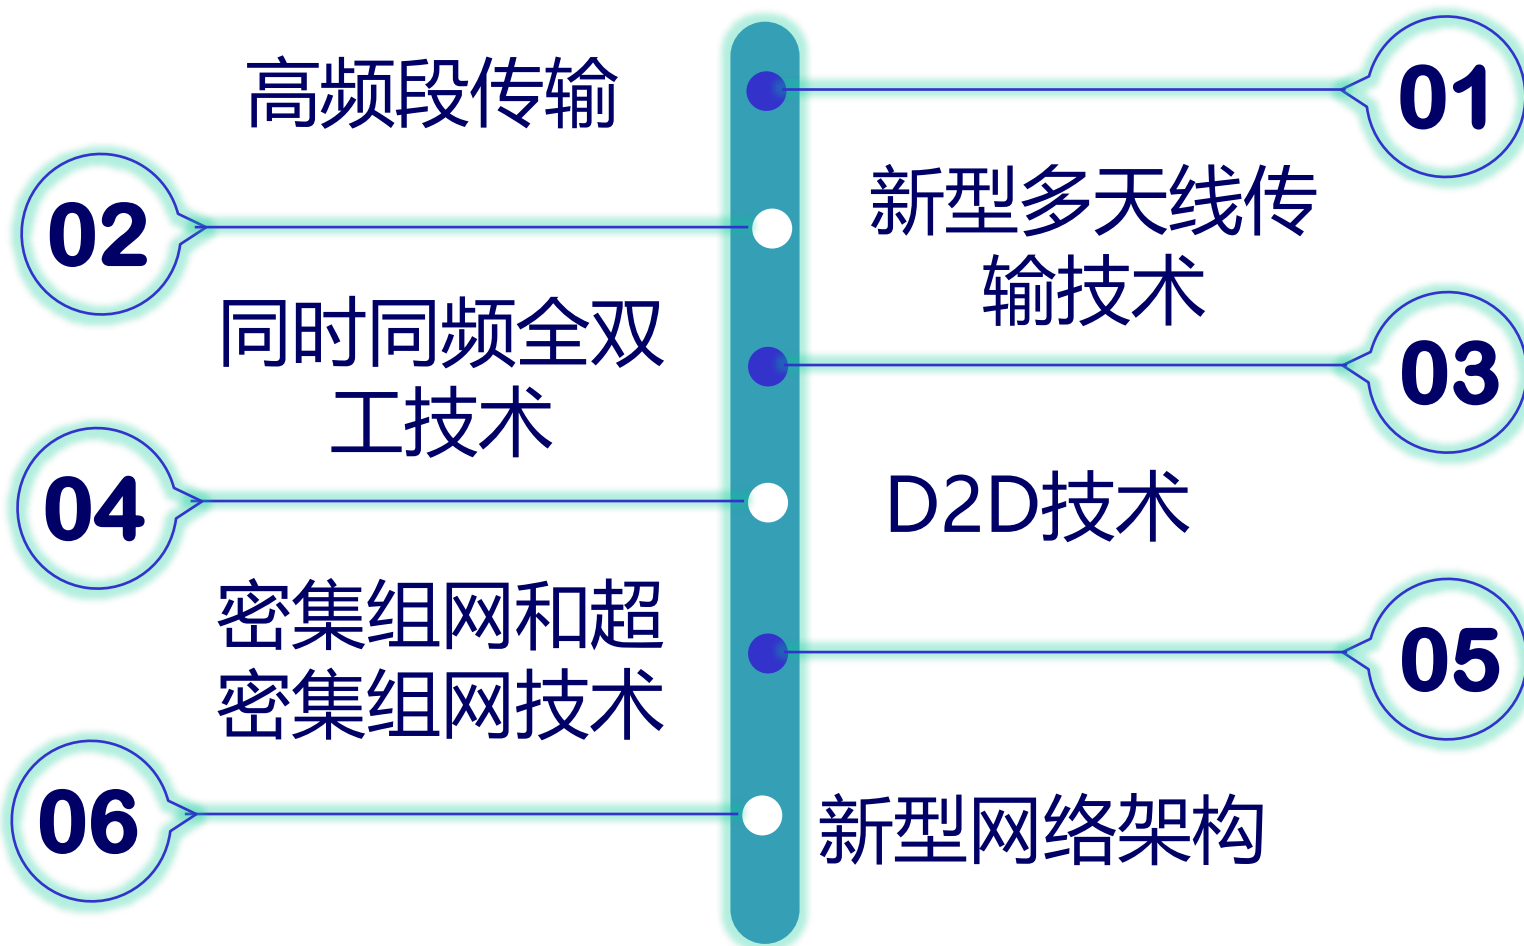 高频段传输
01
02
新型多天线传
输技术
同时同频全双
工技术
03
04
D2D技术
密集组网和超
密集组网技术
05
06
新型网络架构